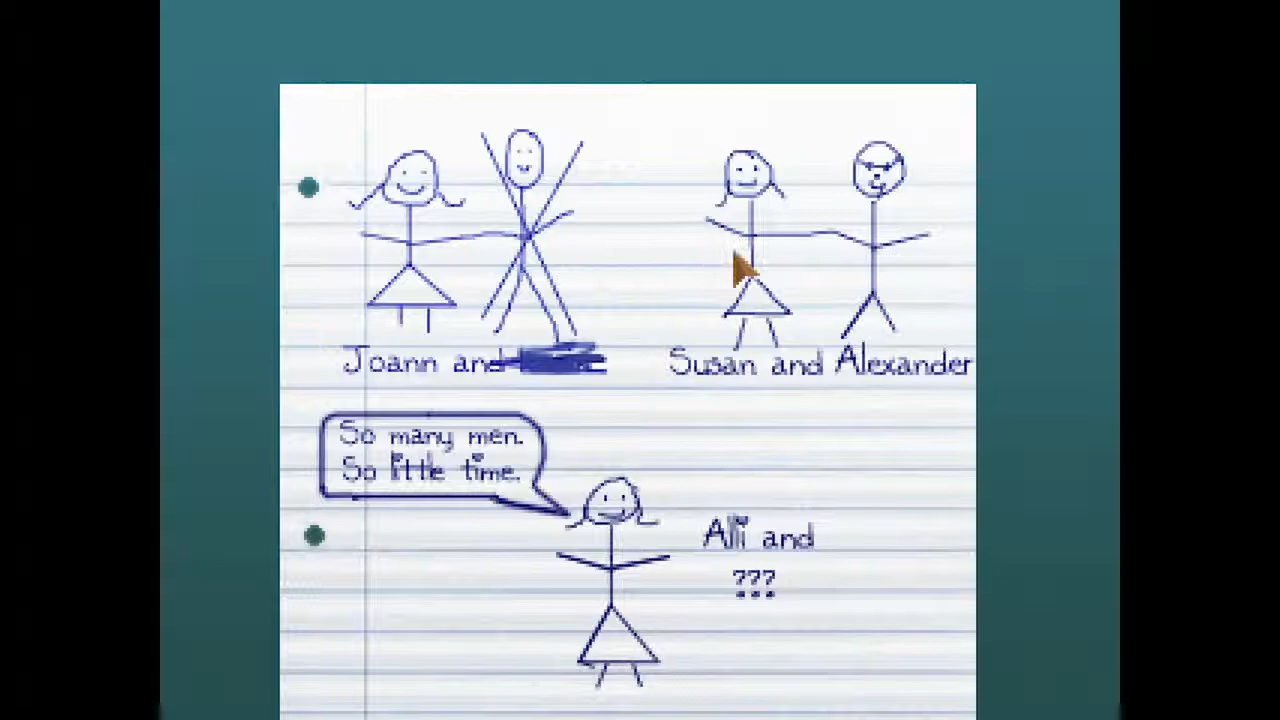 Joann and
Susan and Alexander
So many men.
So little time.
Alli and
???